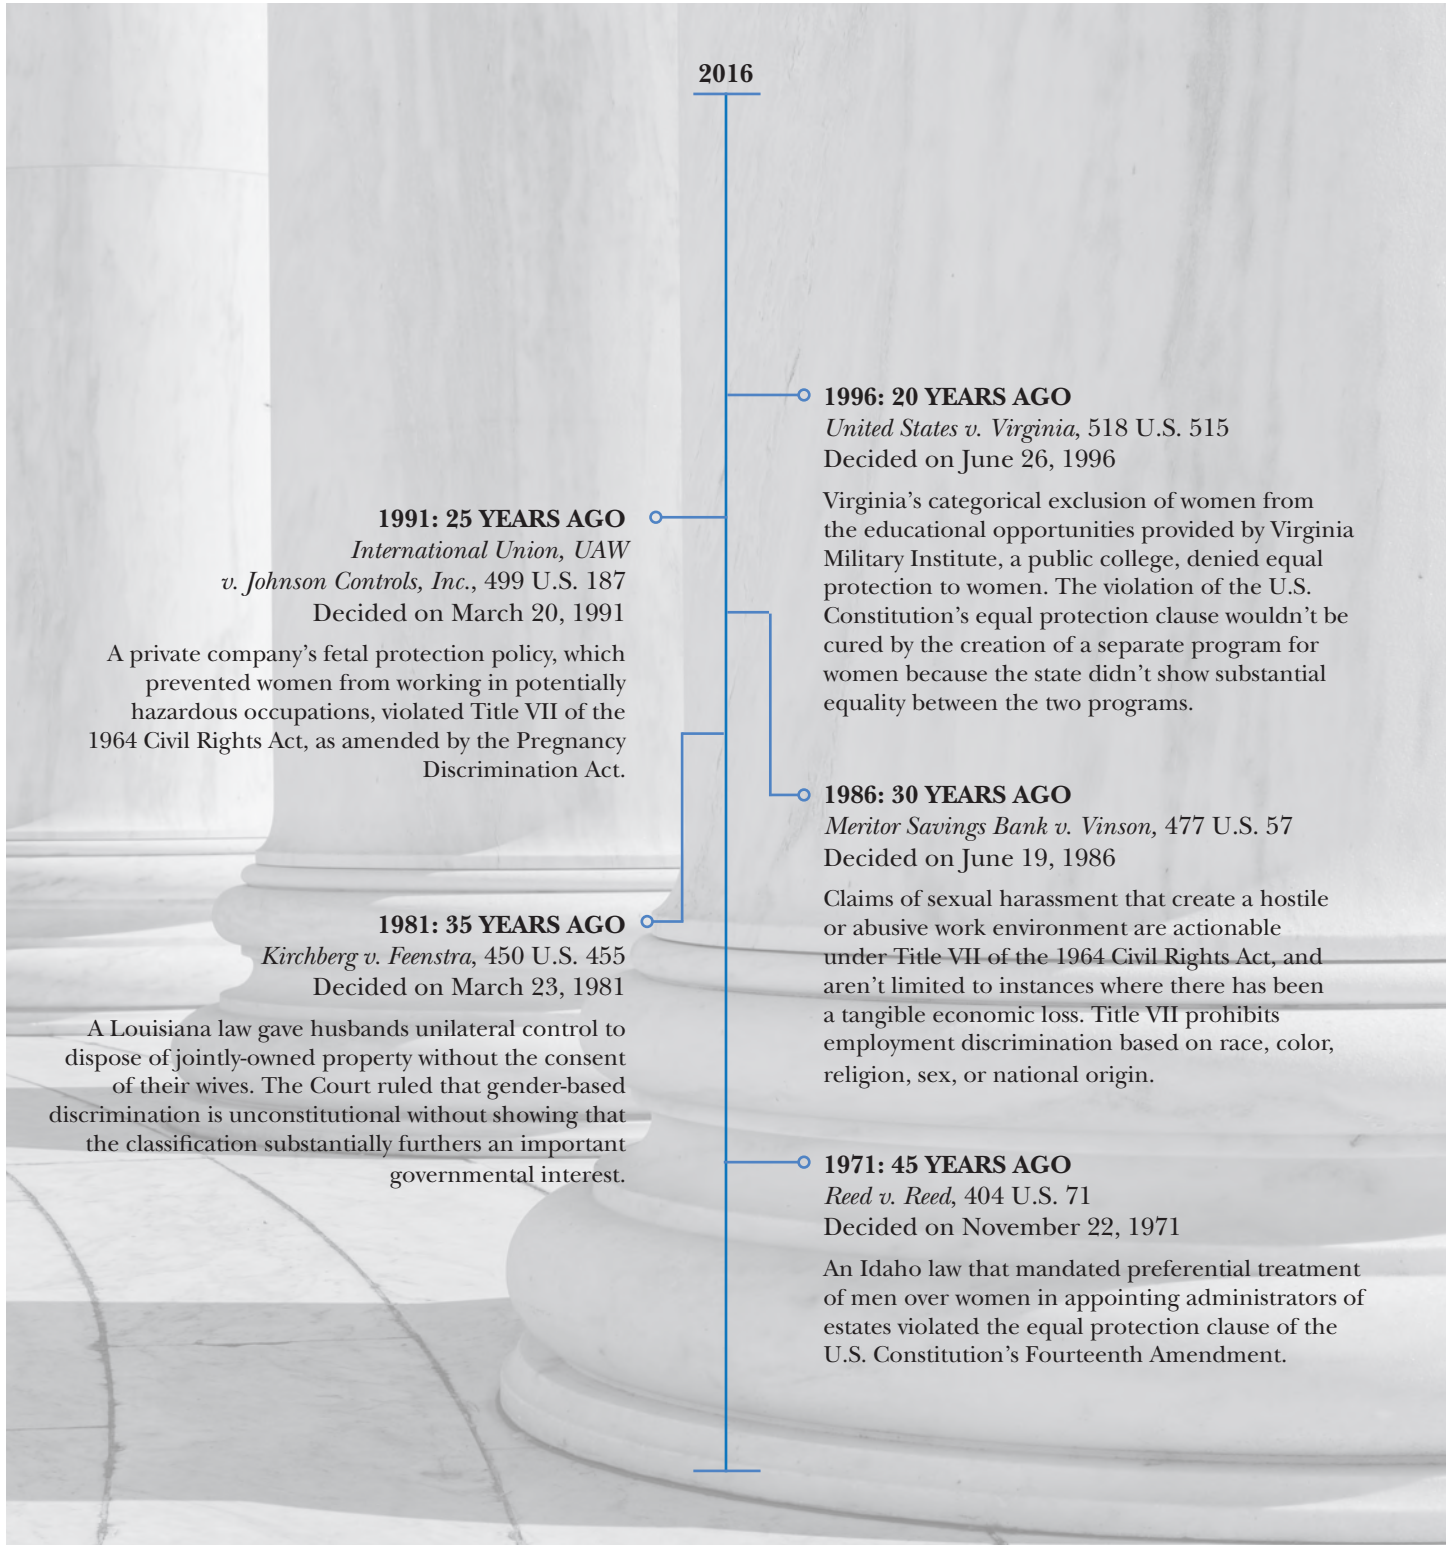 2016
1996: 20 YEARS AGO
United States v. Virginia, 518 U.S. 515
Decided on June 26, 1996
Virginia’s categorical exclusion of women from
the educational opportunities provided by Virginia
Military Institute, a public college, denied equal
protection to women. The violation of the U.S.
Constitution’s equal protection clause wouldn’t be
cured by the creation of a separate program for
women because the state didn’t show substantial
equality between the two programs.
1991: 25 YEARS AGO
International Union, UAW
v. Johnson Controls, Inc., 499 U.S. 187
Decided on March 20, 1991
A private company’s fetal protection policy, which
prevented women from working in potentially
hazardous occupations, violated Title VII of the
1964 Civil Rights Act, as amended by the Pregnancy
Discrimination Act.
1986: 30 YEARS AGO
Meritor Savings Bank v. Vinson, 477 U.S. 57
Decided on June 19, 1986
Claims of sexual harassment that create a hostile
or abusive work environment are actionable
under Title VII of the 1964 Civil Rights Act, and
aren’t limited to instances where there has been
a tangible economic loss. Title VII prohibits
employment discrimination based on race, color,
religion, sex, or national origin.
1981: 35 YEARS AGO
Kirchberg v. Feenstra, 450 U.S. 455
Decided on March 23, 1981
A Louisiana law gave husbands unilateral control to
dispose of jointly-owned property without the consent
of their wives. The Court ruled that gender-based
discrimination is unconstitutional without showing that
the classification substantially furthers an important
governmental interest.
1971: 45 YEARS AGO
Reed v. Reed, 404 U.S. 71
Decided on November 22, 1971
An Idaho law that mandated preferential treatment
of men over women in appointing administrators of
estates violated the equal protection clause of the
U.S. Constitution’s Fourteenth Amendment.